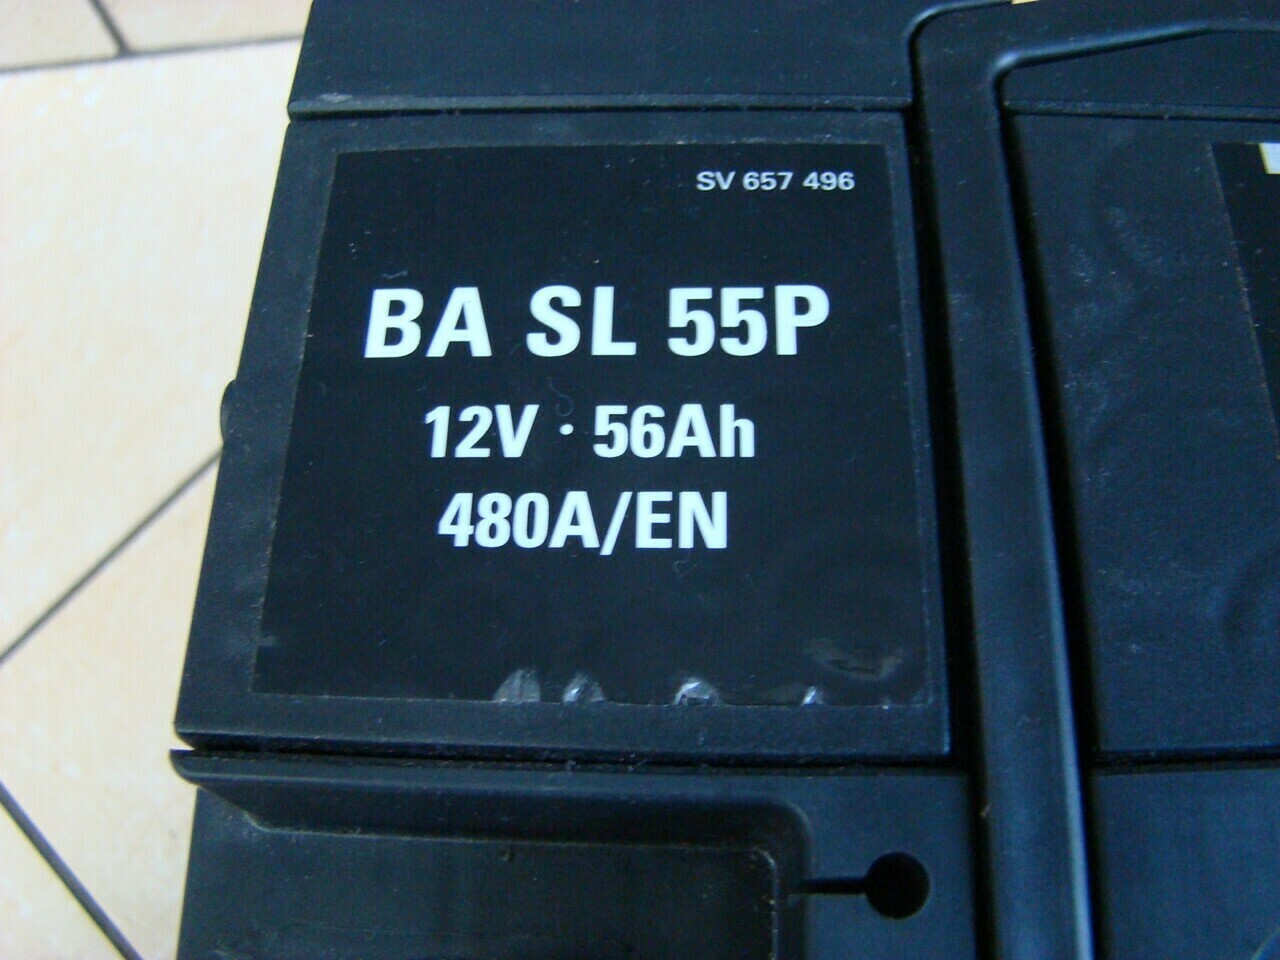 SV 657 496
BA SL 55P
12V · 56Ah
480A/EN